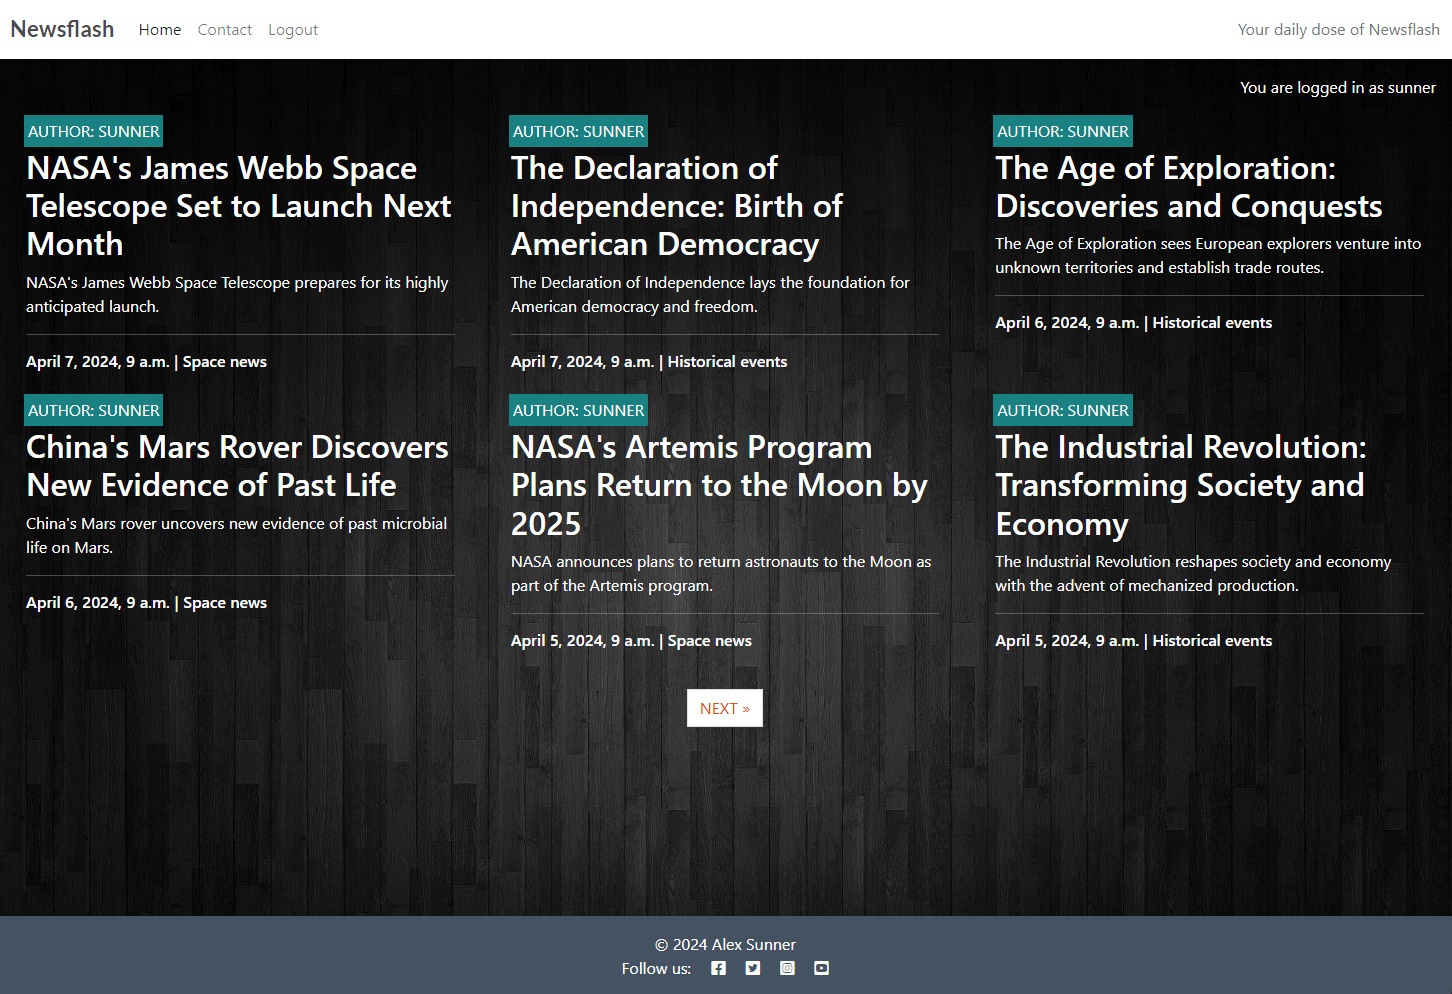 Newsflash Home Contact Logout Your daily dose of Newsflash
You are logged in as sunner
AUTHOR: SUNNER
NASA's James Webb Space
Telescope Set to Launch Next
Month
NASA's James Webb Space Telescope prepares for its highly
anticipated launch.
April 7, 2024, 9 a.m. | Space news
AUTHOR: SUNNER
The Declaration of
Independence: Birth of
American Democracy
The Declaration of Independence lays the foundation for
American democracy and freedom.
April 7, 2024, 9 a.m. | Historical events
AUTHOR: SUNNER
The Age of Exploration:
Discoveries and Conquests
The Age of Exploration sees European explorers venture into
unknown territories and establish trade routes.
April 6, 2024, 9 a.m. | Historical events
AUTHOR: SUNNER
China's Mars Rover Discovers
New Evidence of Past Life
China's Mars rover uncovers new evidence of past microbial
life on Mars.
April 6, 2024, 9 a.m. | Space news
AUTHOR: SUNNER
NASA's Artemis Program
Plans Return to the Moon by
2025
NASA announces plans to return astronauts to the Moon as
part of the Artemis program.
April 5, 2024, 9 a.m. | Space news
AUTHOR: SUNNER
The Industrial Revolution:
Transforming Society and
Economy
The Industrial Revolution reshapes society and economy
with the advent of mechanized production.
April 5, 2024, 9 a.m. | Historical events
NEXT »
© 2024 Alex Sunner
Follow us: